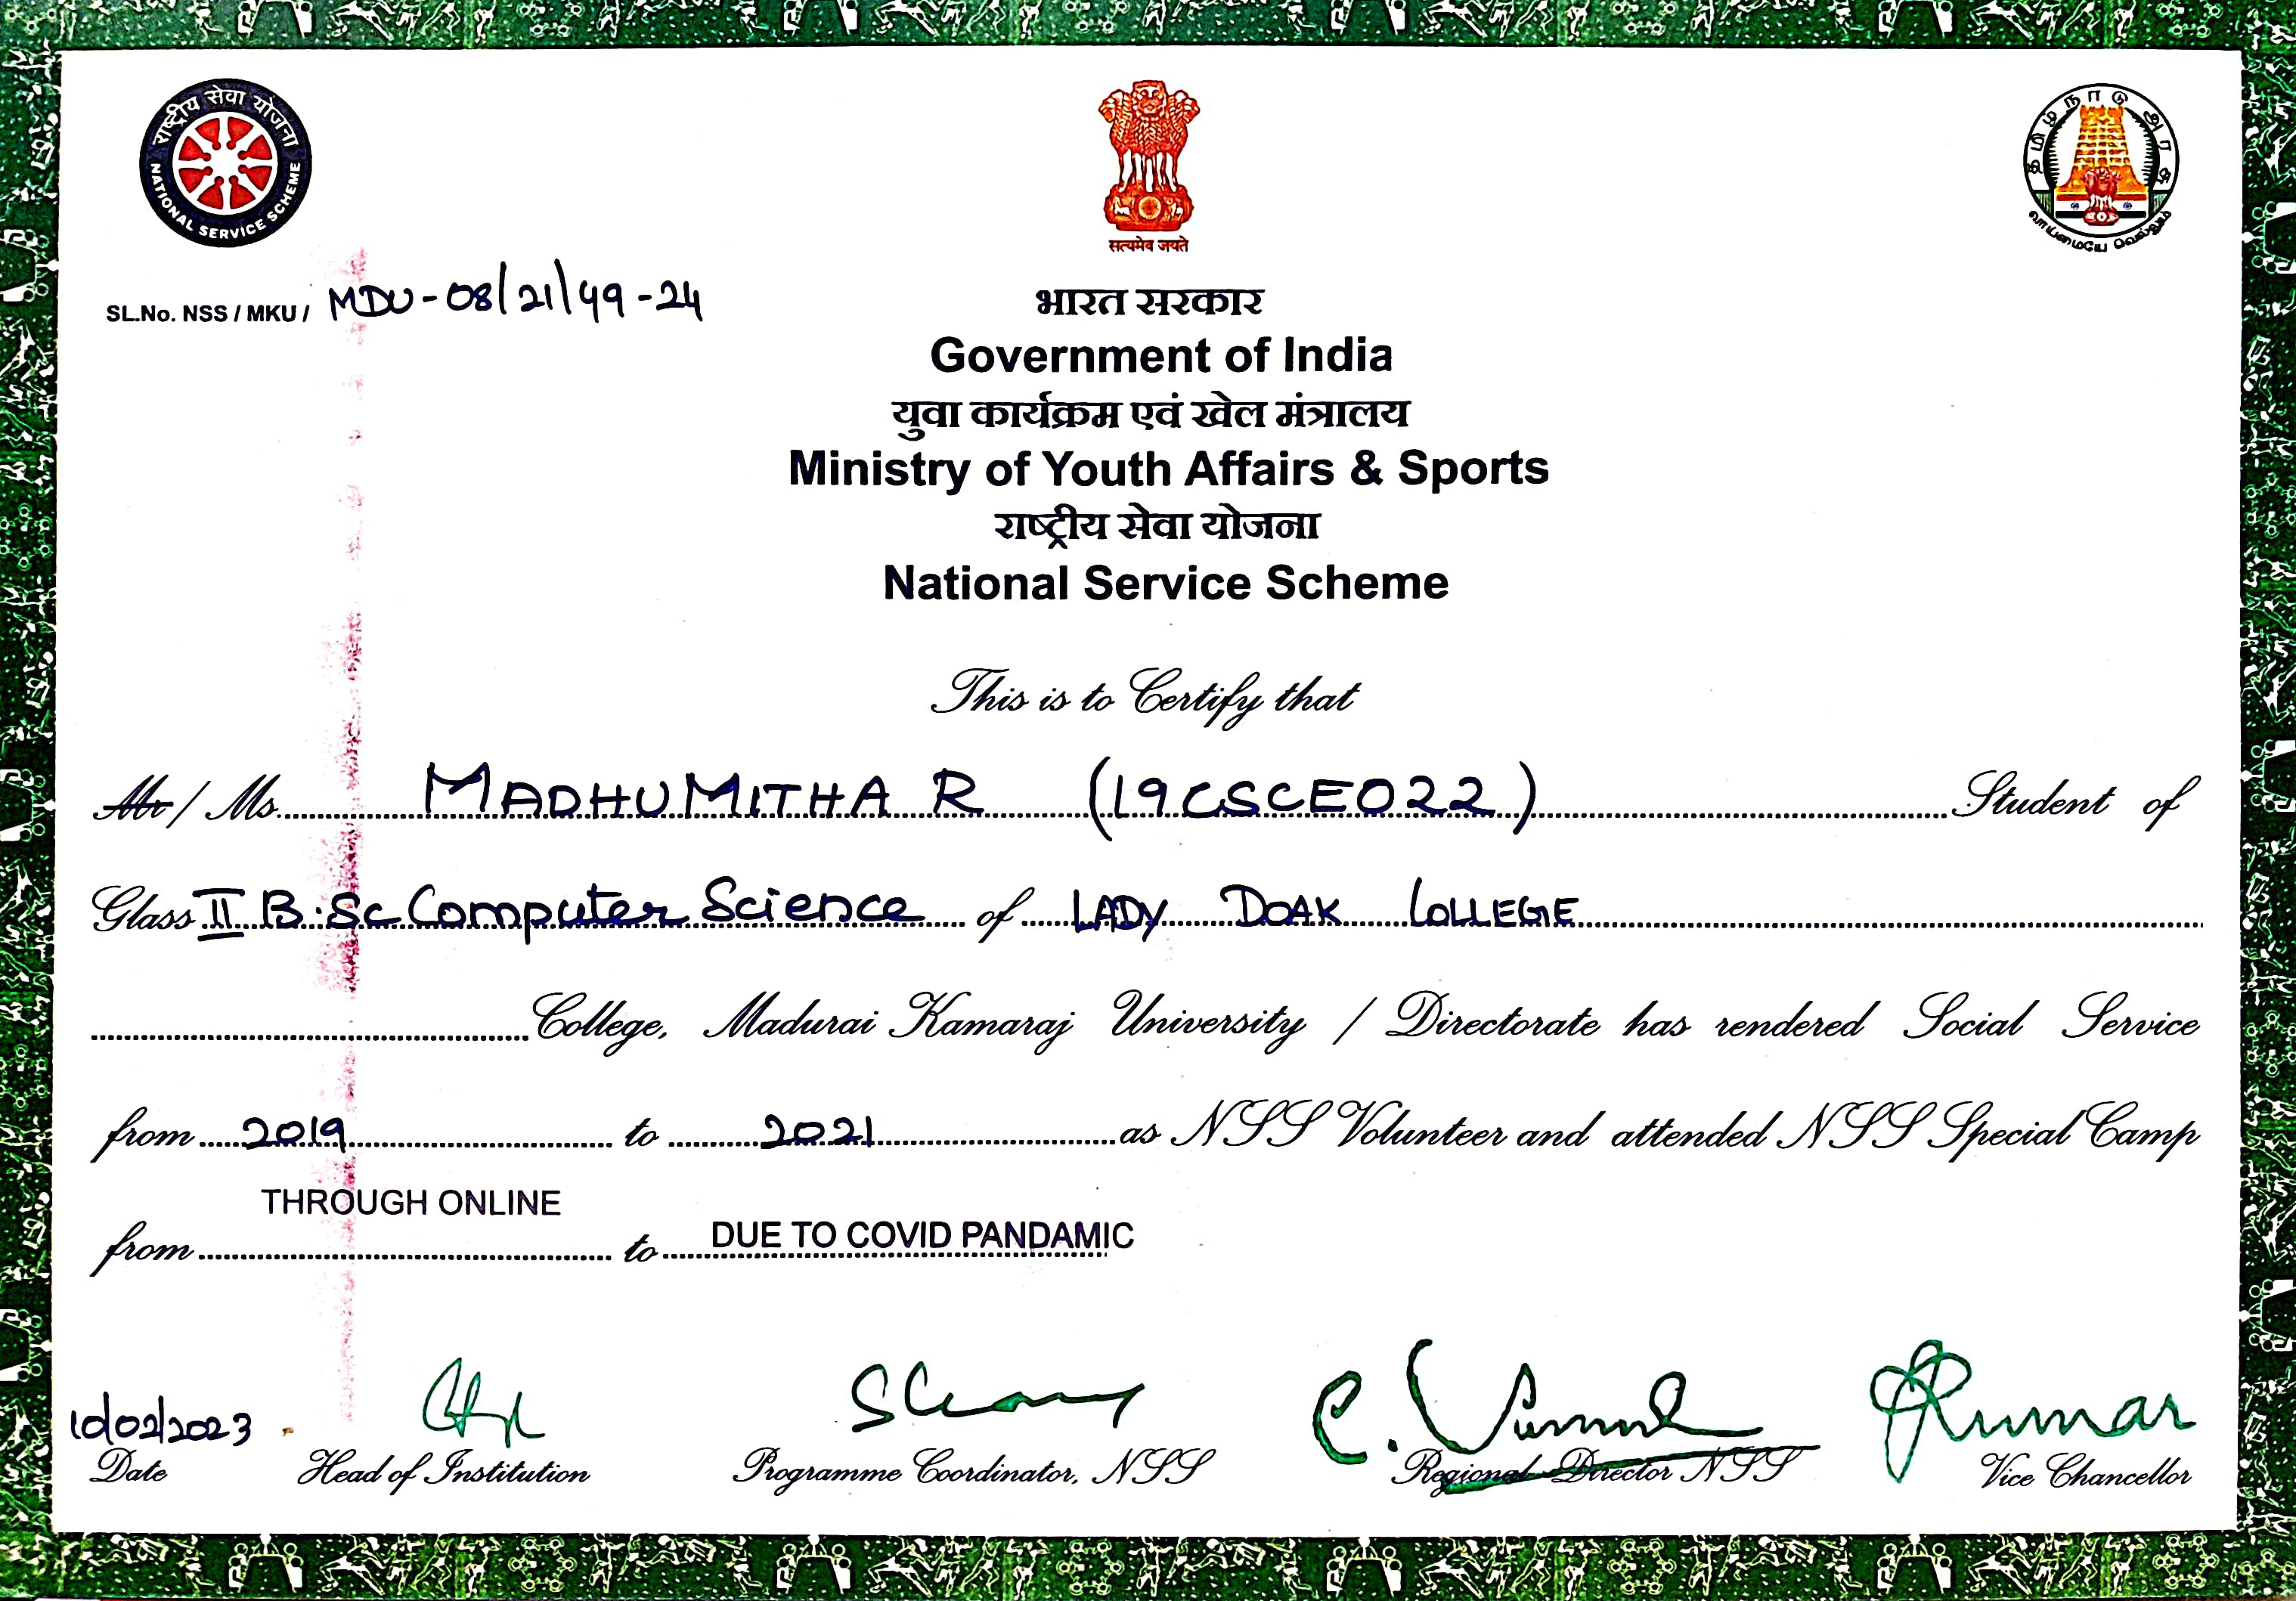 राष्ट्रीय सेवा योजना
NATIONAL SERVICE SCHEME
सत्यमेव जयते
தமிழ்நாடு அரசு
வாய்மையே வெல்லும்
SL.No. NSS / MKU / MDU-08/21/49-24
भारत सरकार
Government of India
युवा कार्यक्रम एवं खेल मंत्रालय
Ministry of Youth Affairs & Sports
राष्ट्रीय सेवा योजना
National Service Scheme
This is to Certify that
Mr / Ms. MADHUMITHA R (19CSCE022) Student of
Class II B.Sc Computer Science of LADY DOAK COLLEGE
College, Madurai Kamaraj University / Directorate has rendered Social Service
from 2019 to 2021 as NSS Volunteer and attended NSS Special Camp
from THROUGH ONLINE to DUE TO COVID PANDAMIC
10/02/2023
Date Head of Institution Programme Coordinator, NSS Regional Director NSS Vice Chancellor